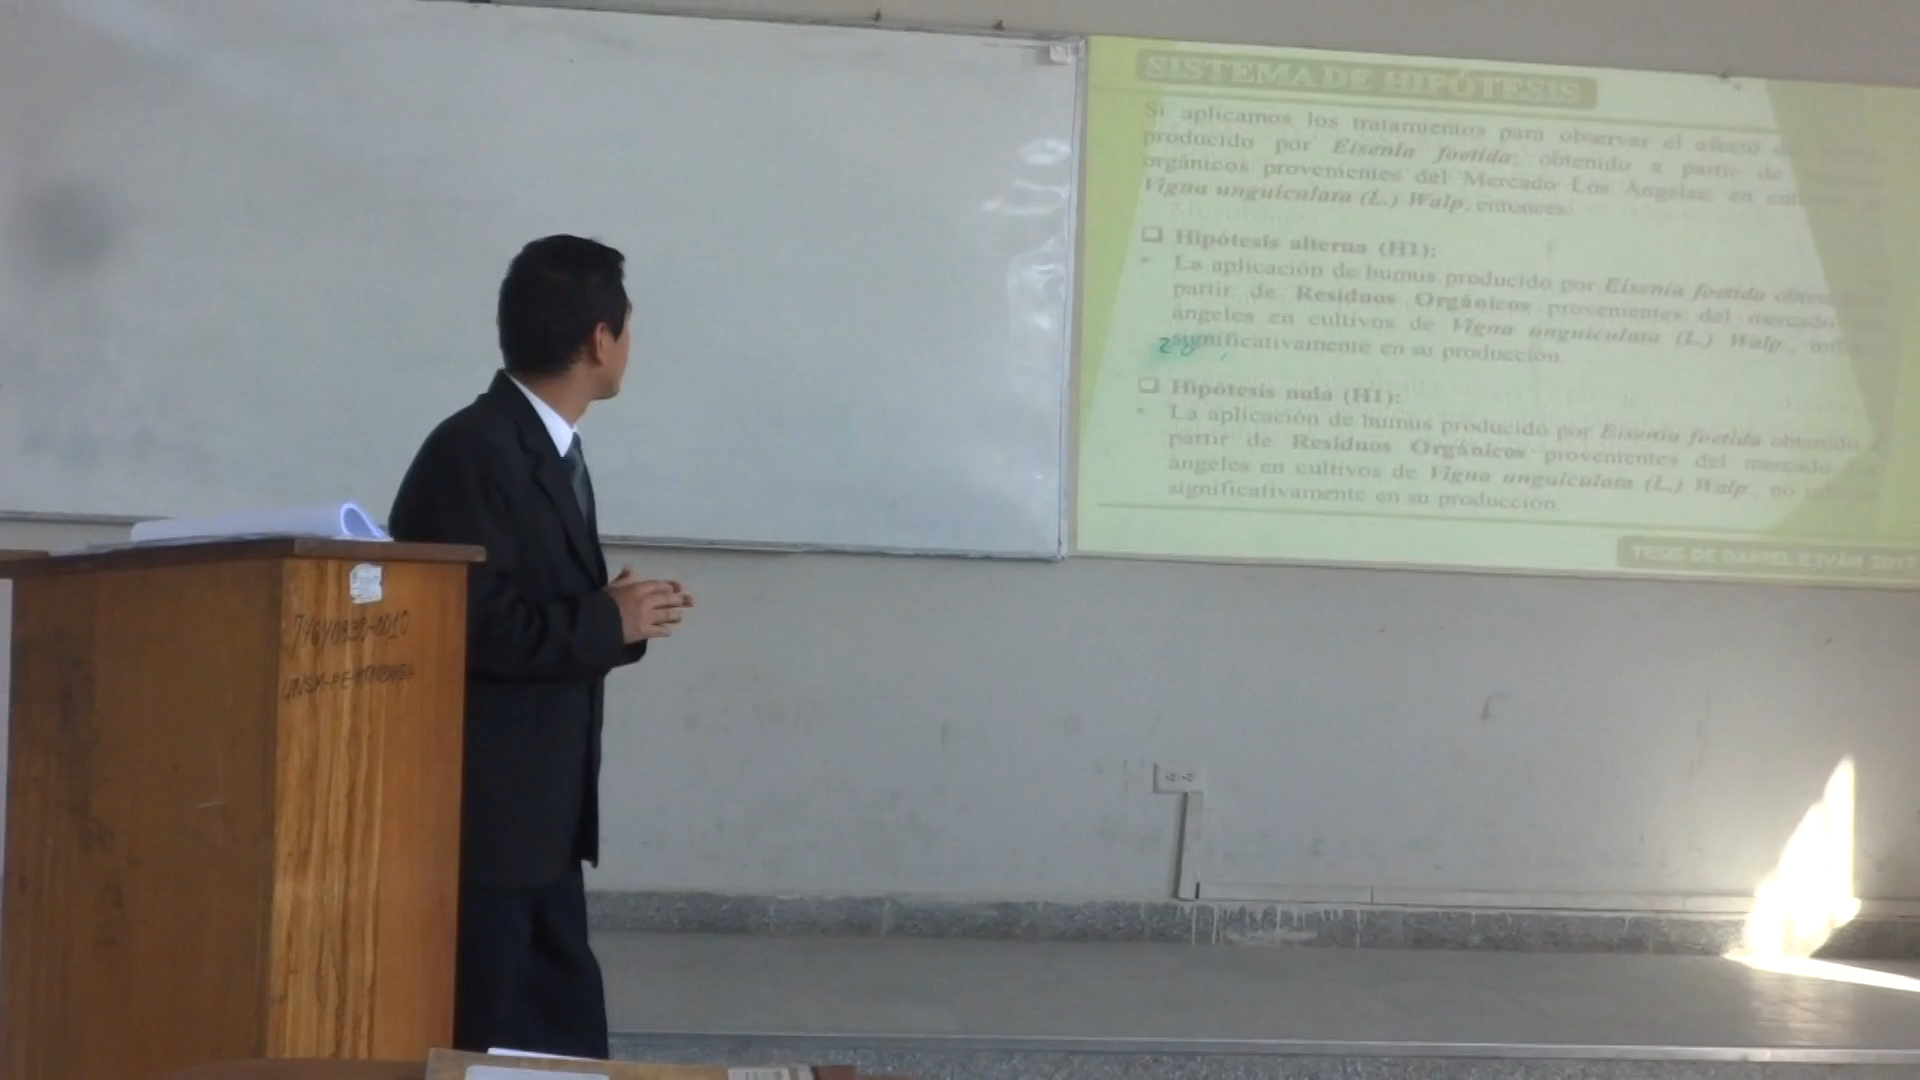 SISTEMA DE HIPÓTESIS
Si aplicamos los tratamientos para observar el efecto
producido por Eisenia foetida; obtenido a partir de
orgánicos provenientes del Mercado Los Ángeles; en
Vigna unguiculata (L.) Walp. entonces:
❑ Hipótesis alterna (H1):
• La aplicación de humus producido por Eisenia foetida
partir de Residuos Orgánicos provenientes del mercado
ángeles en cultivos de Vigna unguiculata (L.) Walp.,
significativamente en su producción.
❑ Hipótesis nula (H1):
• La aplicación de humus producido por Eisenia foetida obtenido
partir de Residuos Orgánicos provenientes del mercado
ángeles en cultivos de Vigna unguiculata (L.) Walp., no
significativamente en su producción.
TESIS DE DANIEL E IVÁN 2017